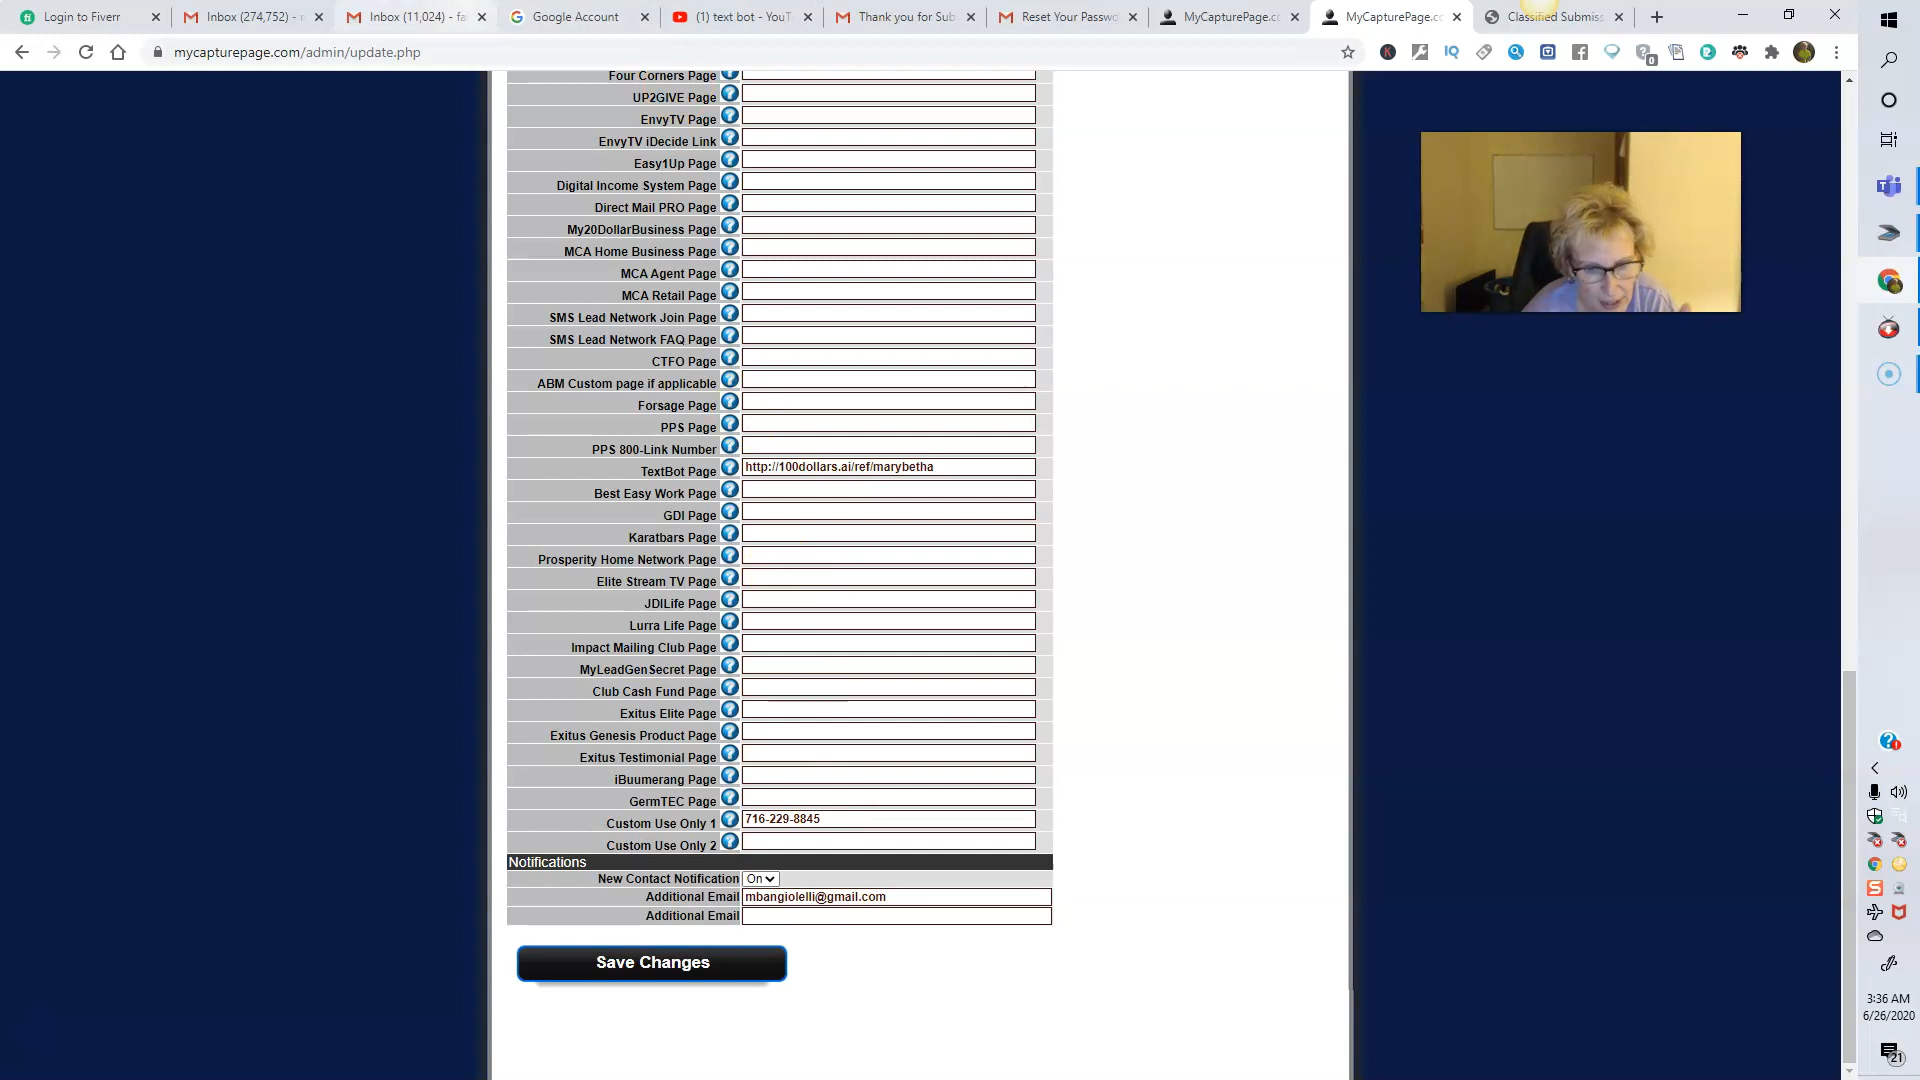 Login to Fiverr
Inbox (274,752) -
Inbox (11,024) - fa
Google Account
(1) text bot - YouT
Thank you for Sub
Reset Your Passwo
MyCapturePage.co
MyCapturePage.co
Classified Submiss
mycapturepage.com/admin/update.php
Four Corners Page
UP2GIVE Page
EnvyTV Page
EnvyTV iDecide Link
Easy1Up Page
Digital Income System Page
Direct Mail PRO Page
My20DollarBusiness Page
MCA Home Business Page
MCA Agent Page
MCA Retail Page
SMS Lead Network Join Page
SMS Lead Network FAQ Page
CTFO Page
ABM Custom page if applicable
Forsage Page
PPS Page
PPS 800-Link Number
TextBot Page http://100dollars.ai/ref/marybetha
Best Easy Work Page
GDI Page
Karatbars Page
Prosperity Home Network Page
Elite Stream TV Page
JDILife Page
Lurra Life Page
Impact Mailing Club Page
MyLeadGenSecret Page
Club Cash Fund Page
Exitus Elite Page
Exitus Genesis Product Page
Exitus Testimonial Page
iBuumerang Page
GermTEC Page
Custom Use Only 1 716-229-8845
Custom Use Only 2
Notifications
New Contact Notification On
Additional Email mbangiolelli@gmail.com
Additional Email
Save Changes
3:36 AM
6/26/2020
21